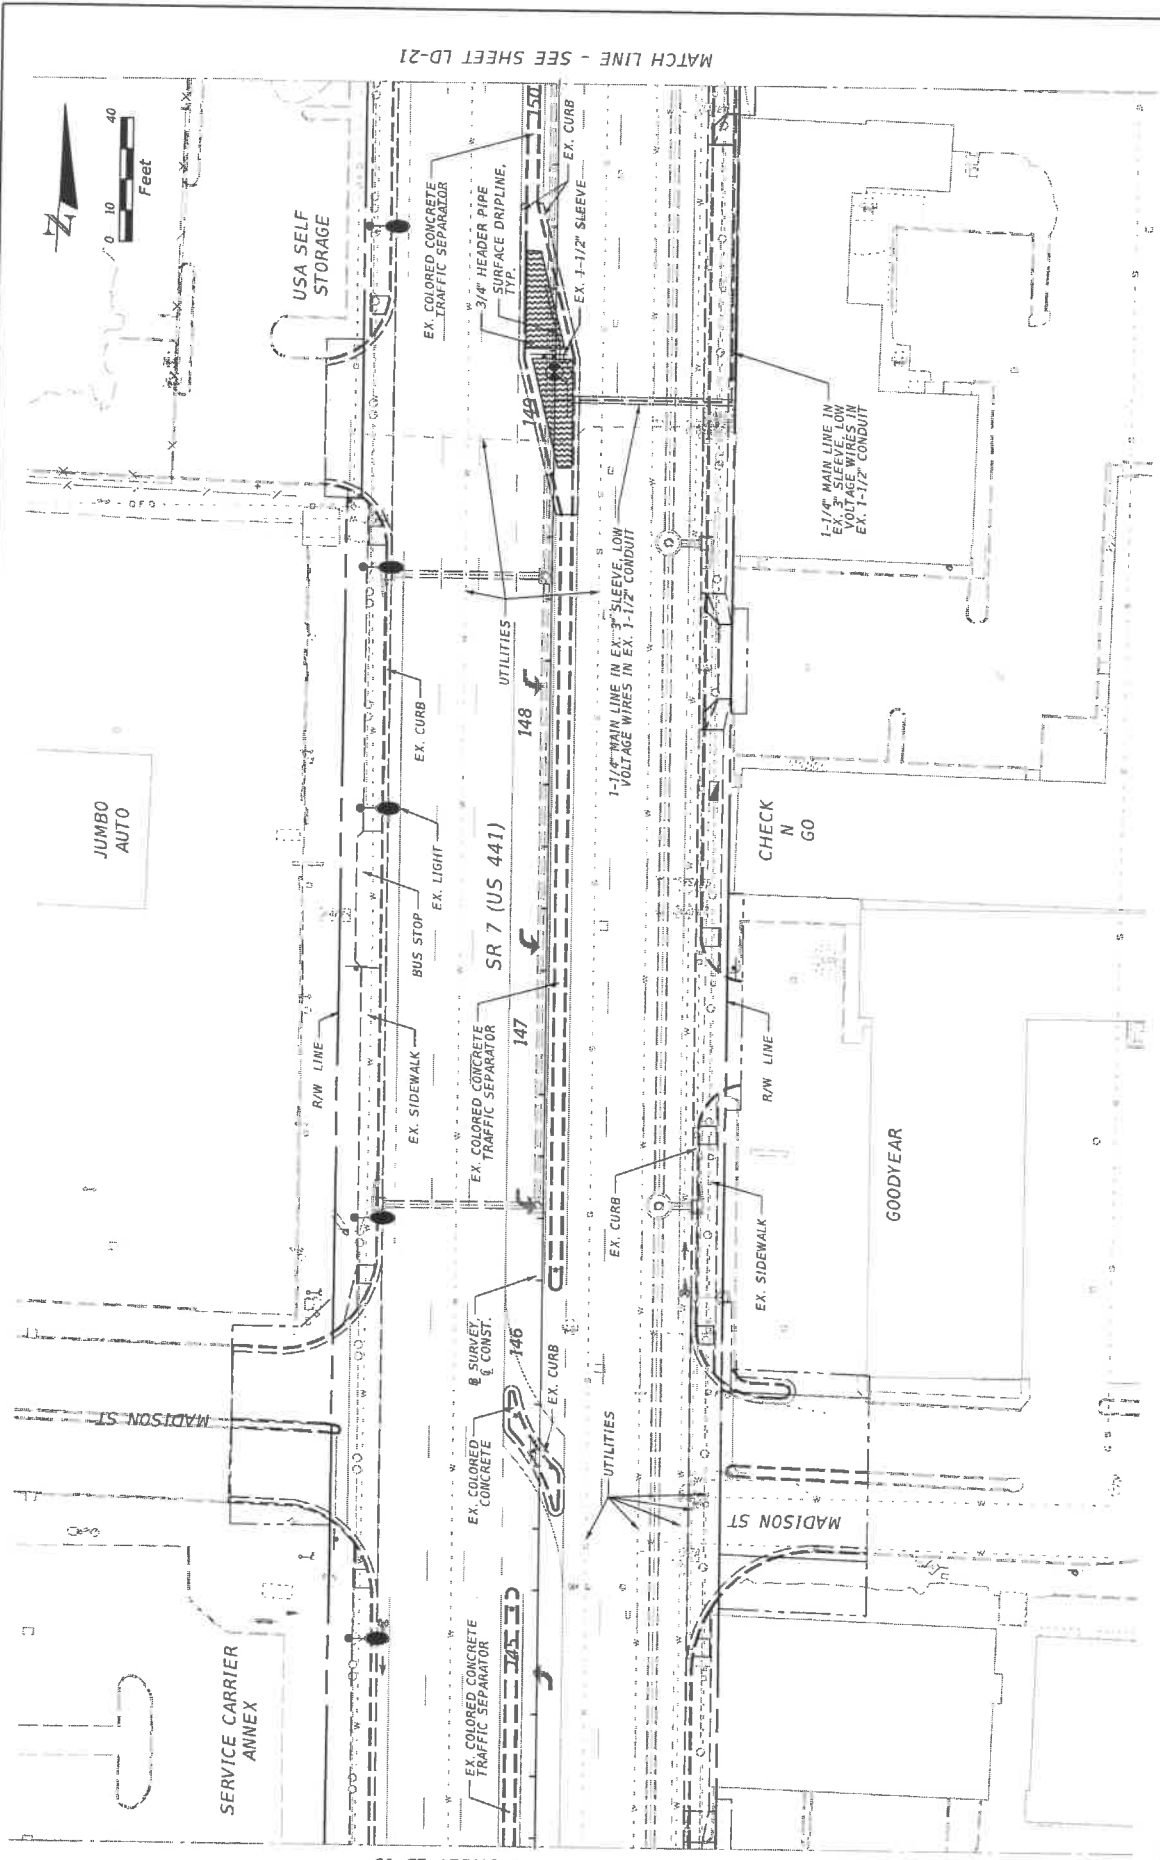 MATCH LINE - SEE SHEET LD-21
N
0
10
40
Feet
USA SELF
STORAGE
EX. COLORED CONCRETE
TRAFFIC SEPARATOR
3/4" HEADER PIPE
SURFACE DRIPLINE,
TYP.
150
EX. CURB
EX. 1-1/2" SLEEVE
149
1-1/4" MAIN LINE IN
EX. 3" SLEEVE, LOW
VOLTAGE WIRES IN
EX. 1-1/2" CONDUIT
UTILITIES
1-1/4" MAIN LINE IN EX. 3" SLEEVE, LOW
VOLTAGE WIRES IN EX. 1-1/2" CONDUIT
148
EX. CURB
JUMBO
AUTO
CHECK
N
GO
EX. LIGHT
BUS STOP
SR 7 (US 441)
147
R/W LINE
EX. SIDEWALK
EX. COLORED CONCRETE
TRAFFIC SEPARATOR
R/W LINE
GOODYEAR
EX. CURB
EX. SIDEWALK
SURVEY
CONST.
146
EX. CURB
EX. COLORED
CONCRETE
MADISON ST
UTILITIES
MADISON ST
SERVICE CARRIER
ANNEX
EX. COLORED CONCRETE
TRAFFIC SEPARATOR
145